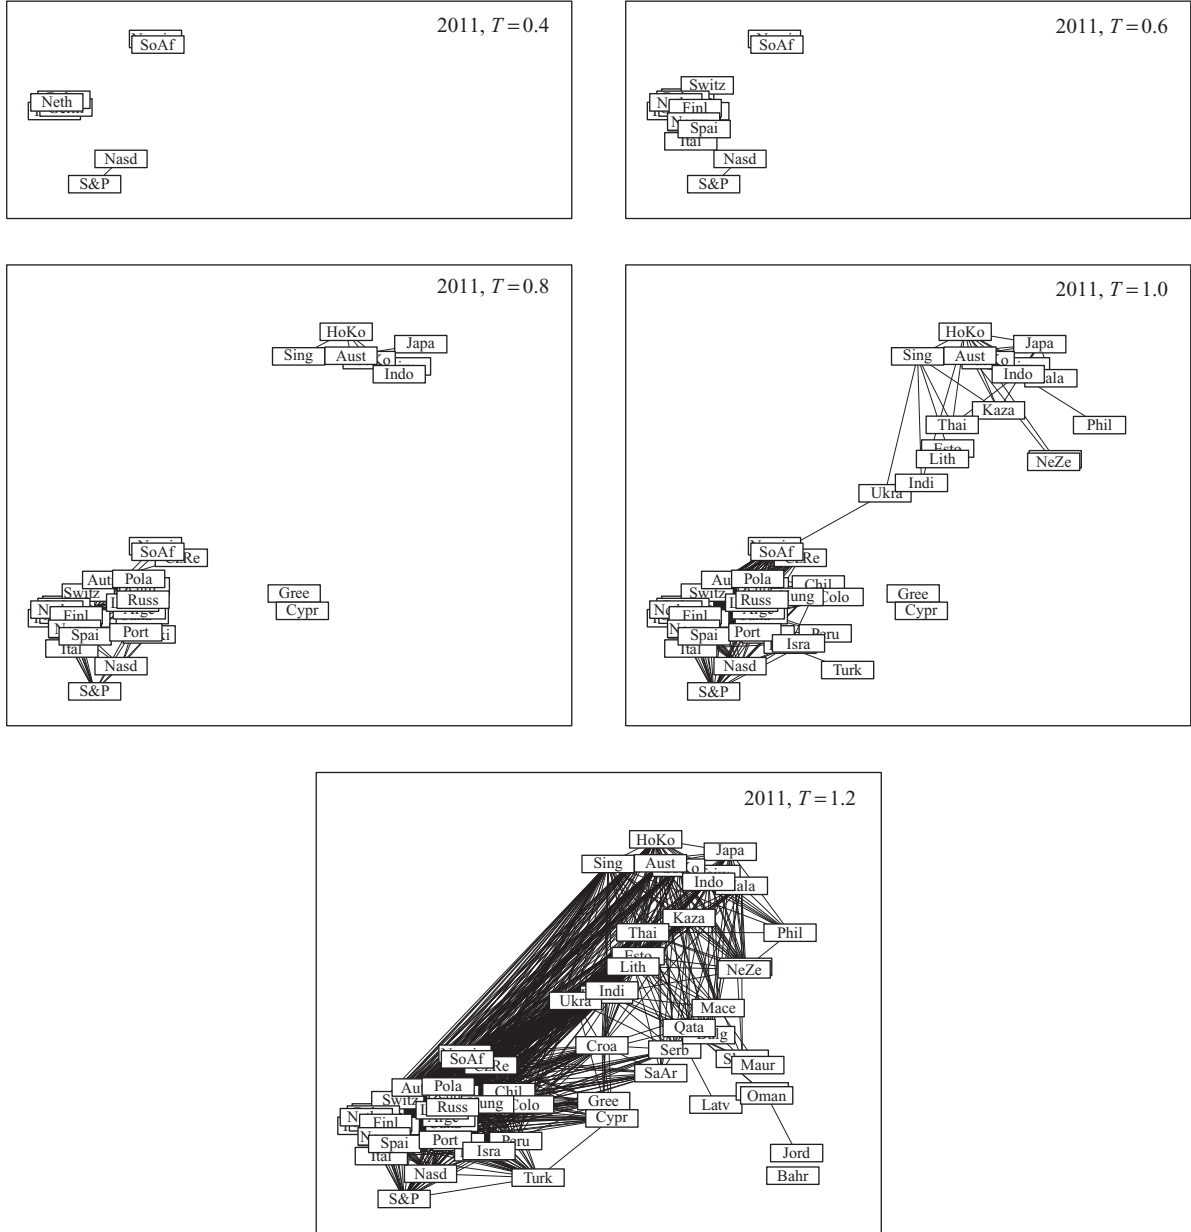 2011, T=0.4
SoAf
Neth
Nasd
S&P
2011, T=0.6
SoAf
Switz
Finl
Spai
Ital
Nasd
S&P
2011, T=0.8
HoKo
Japa
Sing
Aust
Indo
SoAf
Pola
Switz
Russ
Finl
Spai
Port
Ital
Nasd
S&P
Gree
Cypr
2011, T=1.0
HoKo
Japa
Sing
Aust
Indo
Kaza
Thai
Phil
Lith
NeZe
Indi
Ukra
SoAf
Pola
Chil
Switz
Russ
Colo
Finl
Spai
Port
Peru
Isra
Ital
Nasd
Turk
S&P
Gree
Cypr
2011, T=1.2
HoKo
Japa
Sing
Aust
Indo
Kaza
Thai
Phil
Lith
NeZe
Indi
Ukra
Mace
Qata
Croa
Serb
SoAf
Maur
SaAr
Pola
Chil
Oman
Switz
Russ
Colo
Gree
Latv
Finl
Cypr
Spai
Port
Peru
Isra
Jord
Ital
Nasd
Turk
Bahr
S&P